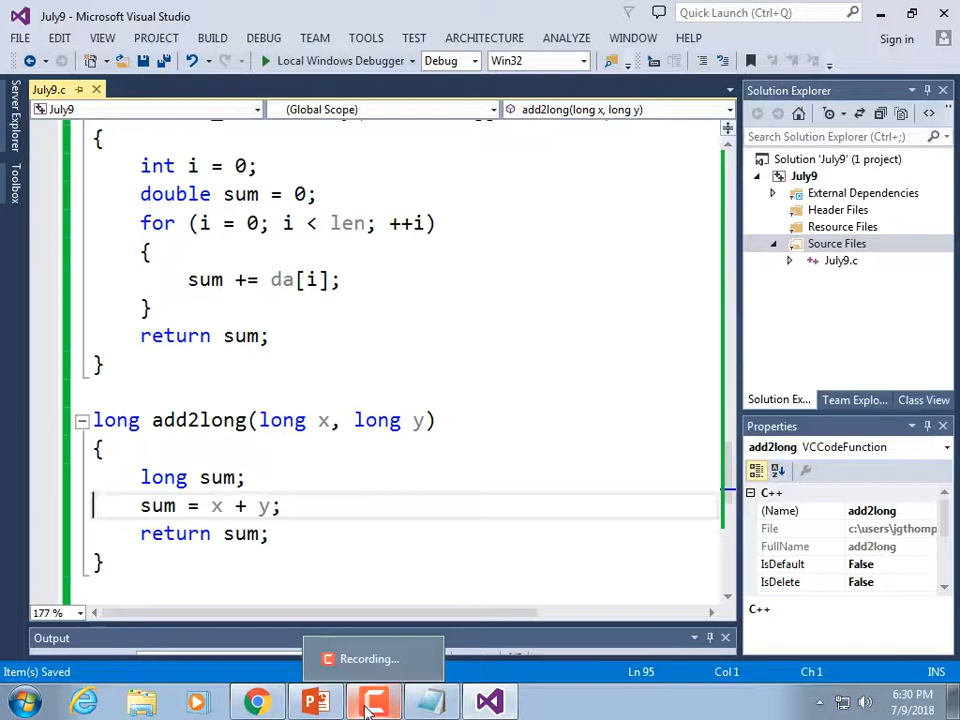 July9 - Microsoft Visual Studio
Quick Launch (Ctrl+Q)
FILE EDIT VIEW PROJECT BUILD DEBUG TEAM TOOLS TEST ARCHITECTURE ANALYZE WINDOW HELP Sign in
Local Windows Debugger Debug Win32
Server Explorer
Toolbox
July9.c
July9 (Global Scope) add2long(long x, long y)
{
int i = 0;
double sum = 0;
for (i = 0; i < len; ++i)
{
sum += da[i];
}
return sum;
}
long add2long(long x, long y)
{
long sum;
sum = x + y;
return sum;
}
177 %
Output
Solution Explorer
Search Solution Explorer (Ctrl+;)
Solution 'July9' (1 project)
July9
External Dependencies
Header Files
Resource Files
Source Files
July9.c
Solution Ex... Team Explo... Class View
Properties
add2long VCCodeFunction
C++
(Name) add2long
File c:\users\jgthomp
FullName add2long
IsDefault False
IsDelete False
C++
Recording...
Item(s) Saved Ln 95 Col 1 Ch 1 INS
6:30 PM
7/9/2018